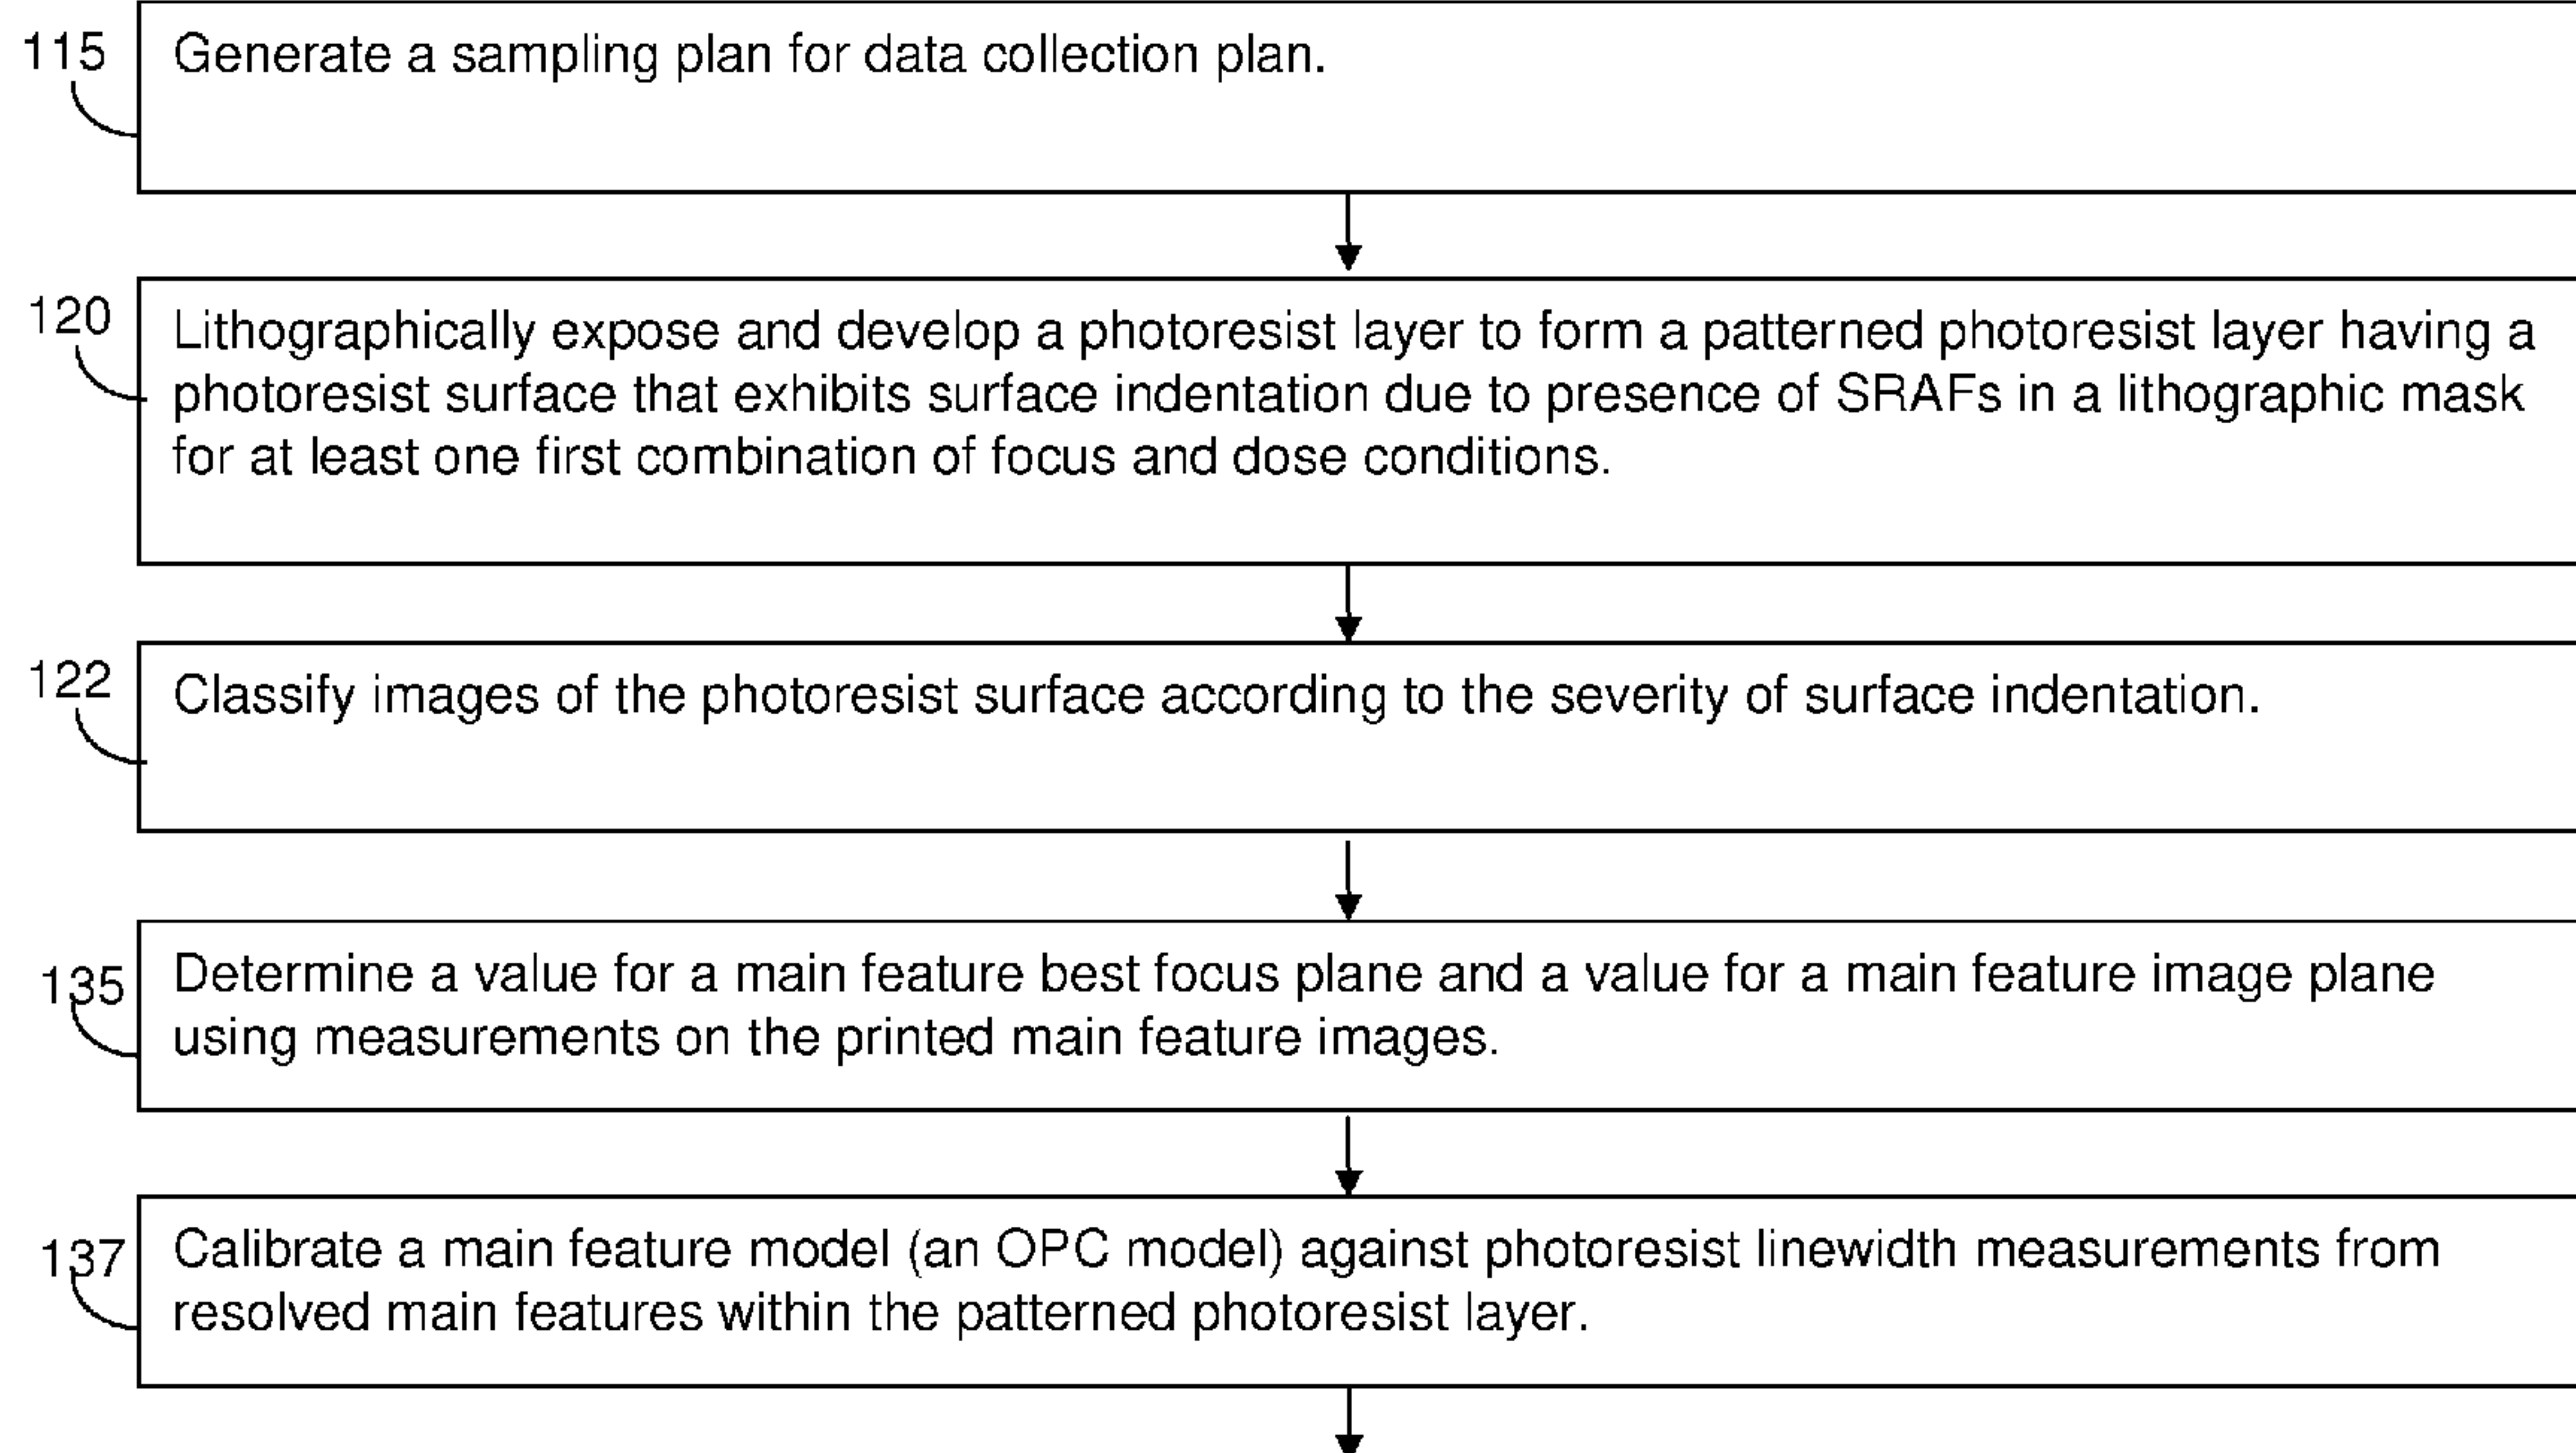 115
Generate a sampling plan for data collection plan.
120
Lithographically expose and develop a photoresist layer to form a patterned photoresist layer having a
photoresist surface that exhibits surface indentation due to presence of SRAFs in a lithographic mask
for at least one first combination of focus and dose conditions.
122
Classify images of the photoresist surface according to the severity of surface indentation.
135
Determine a value for a main feature best focus plane and a value for a main feature image plane
using measurements on the printed main feature images.
137
Calibrate a main feature model (an OPC model) against photoresist linewidth measurements from
resolved main features within the patterned photoresist layer.